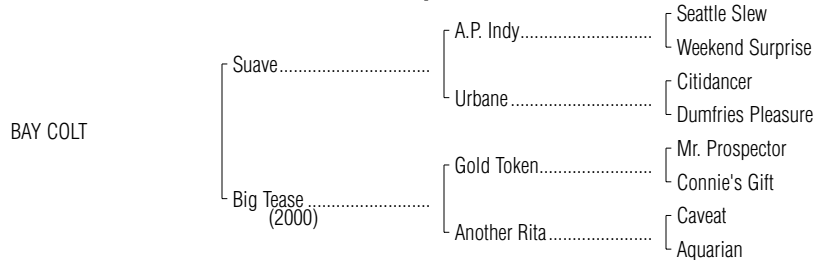 Seattle Slew
A.P. Indy
Weekend Surprise
Suave
Citidancer
Urbane
Dumfries Pleasure
BAY COLT
Mr. Prospector
Gold Token
Connie's Gift
Big Tease
(2000)
Caveat
Another Rita
Aquarian